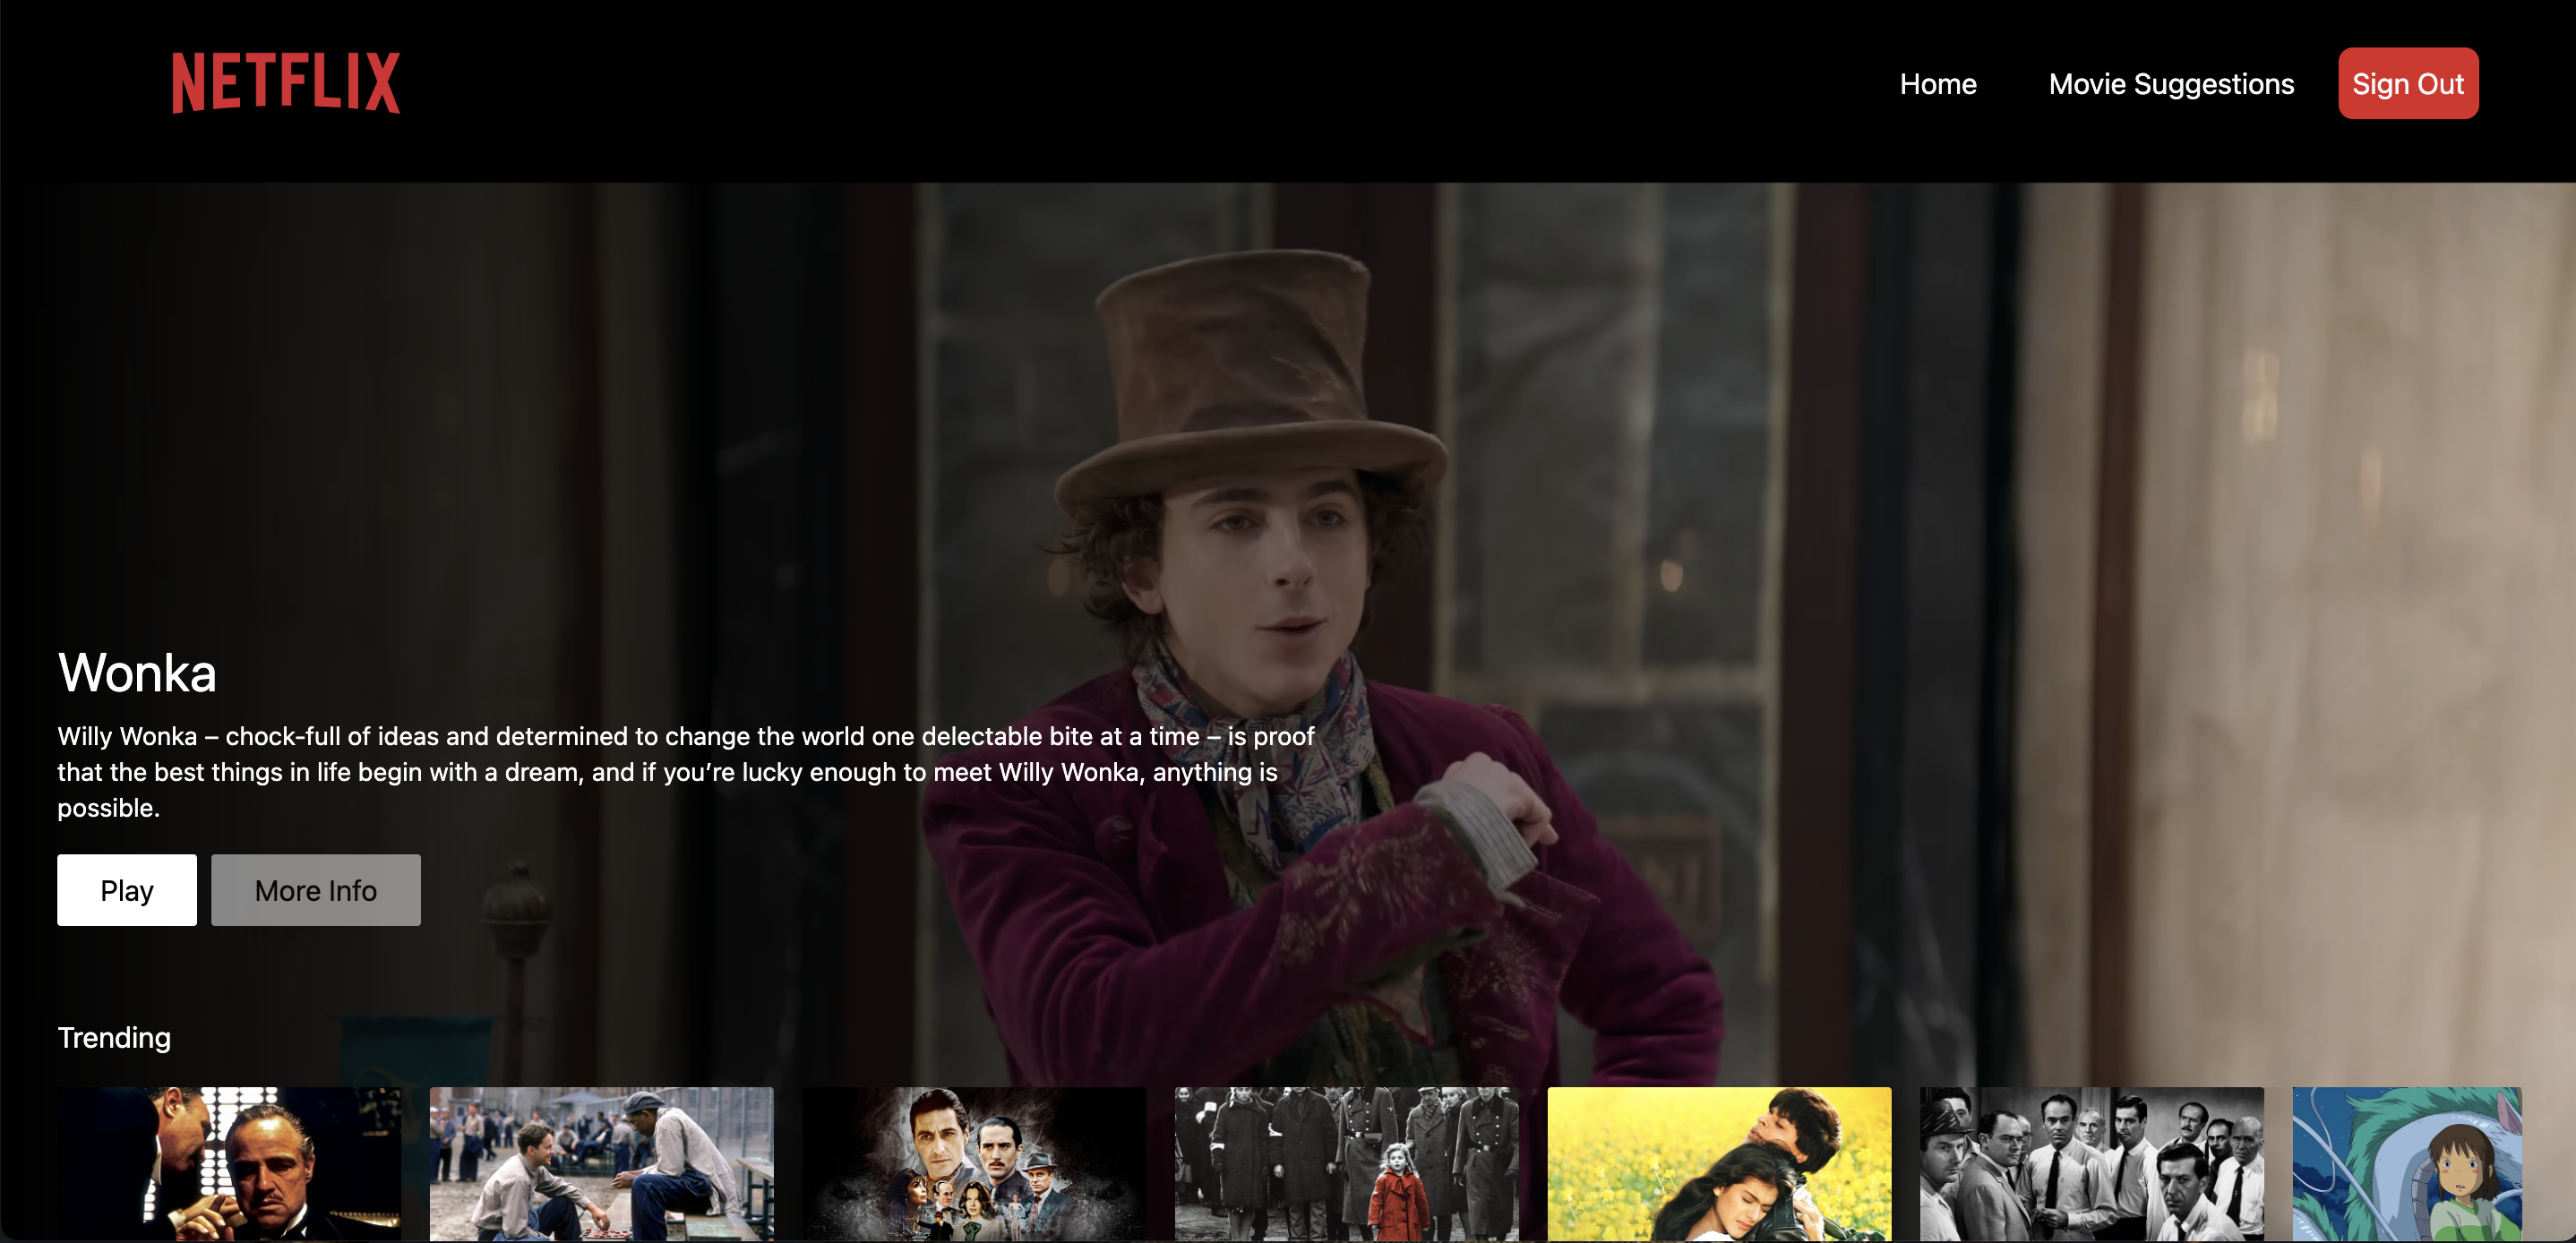 NETFLIX
Home
Movie Suggestions
Sign Out
Wonka
Willy Wonka – chock-full of ideas and determined to change the world one delectable bite at a time – is proof
that the best things in life begin with a dream, and if you’re lucky enough to meet Willy Wonka, anything is
possible.
Play
More Info
Trending